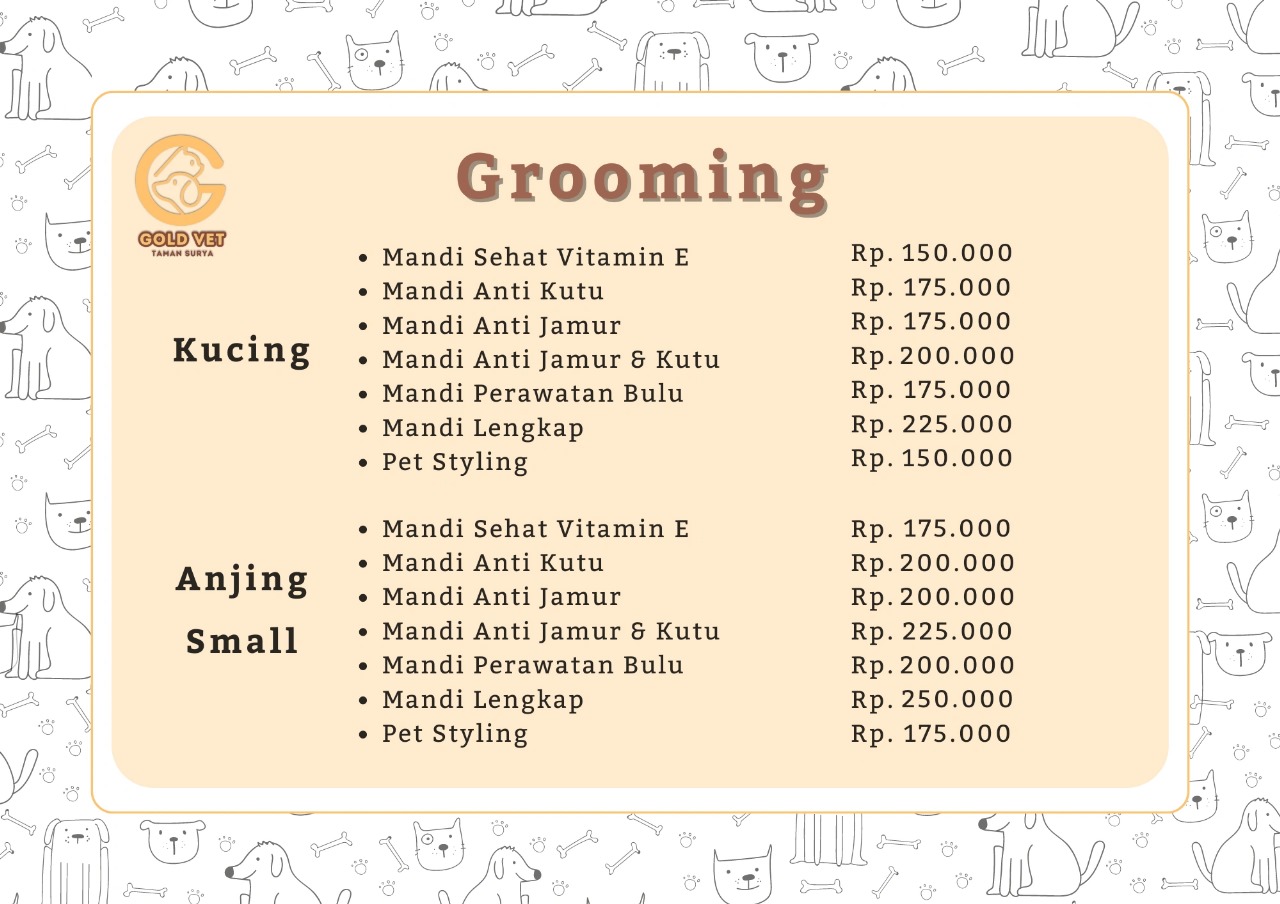 GOLD VET
TAMAN SURYA
Grooming
Kucing
• Mandi Sehat Vitamin E Rp. 150.000
• Mandi Anti Kutu Rp. 175.000
• Mandi Anti Jamur Rp. 175.000
• Mandi Anti Jamur & Kutu Rp. 200.000
• Mandi Perawatan Bulu Rp. 175.000
• Mandi Lengkap Rp. 225.000
• Pet Styling Rp. 150.000
Anjing
Small
• Mandi Sehat Vitamin E Rp. 175.000
• Mandi Anti Kutu Rp. 200.000
• Mandi Anti Jamur Rp. 200.000
• Mandi Anti Jamur & Kutu Rp. 225.000
• Mandi Perawatan Bulu Rp. 200.000
• Mandi Lengkap Rp. 250.000
• Pet Styling Rp. 175.000